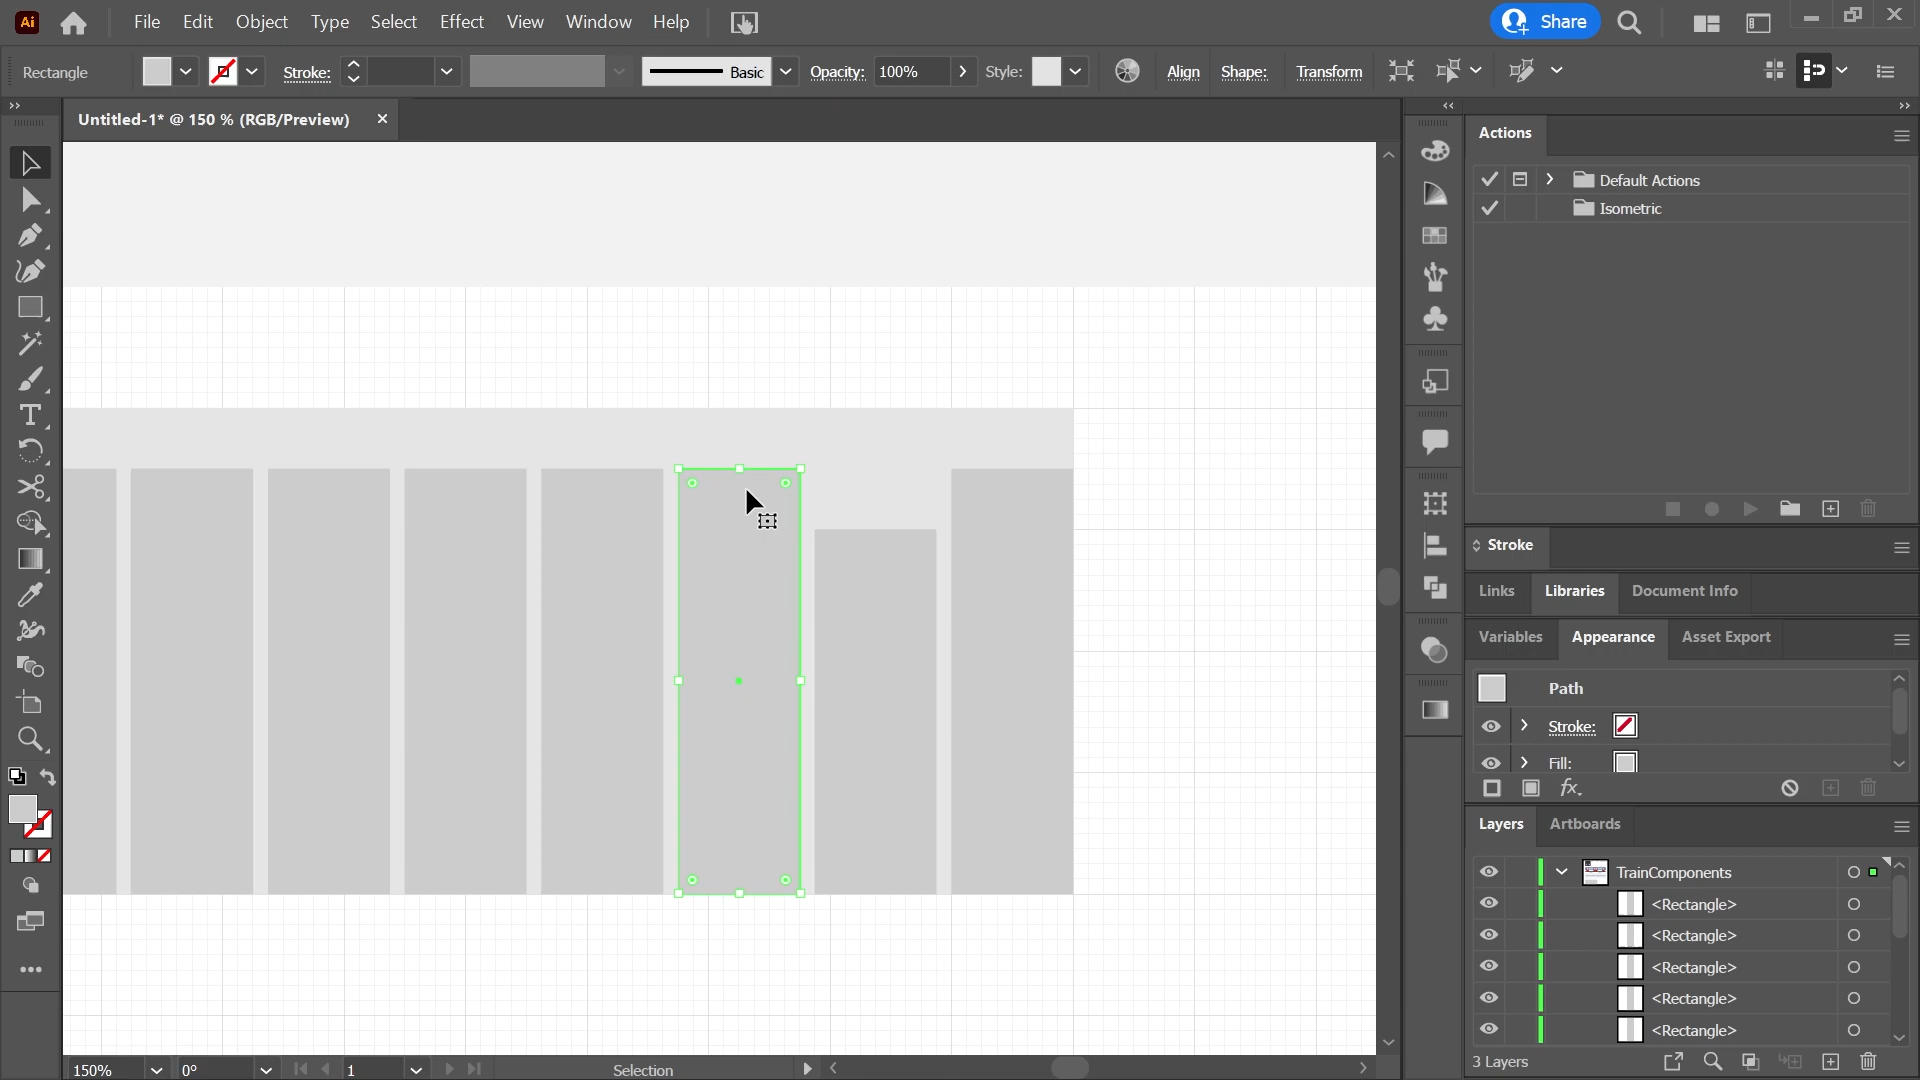 Ai File Edit Object Type Select Effect View Window Help Share
Rectangle Stroke: Basic Opacity: 100% Style: Align Shape: Transform
Untitled-1* @ 150 % (RGB/Preview)
Actions
Default Actions
Isometric
Stroke
Links Libraries Document Info
Variables Appearance Asset Export
Path
Stroke:
Fill:
fx
Layers Artboards
TrainComponents
<Rectangle>
<Rectangle>
<Rectangle>
<Rectangle>
<Rectangle>
3 Layers
150% 0° 1 Selection